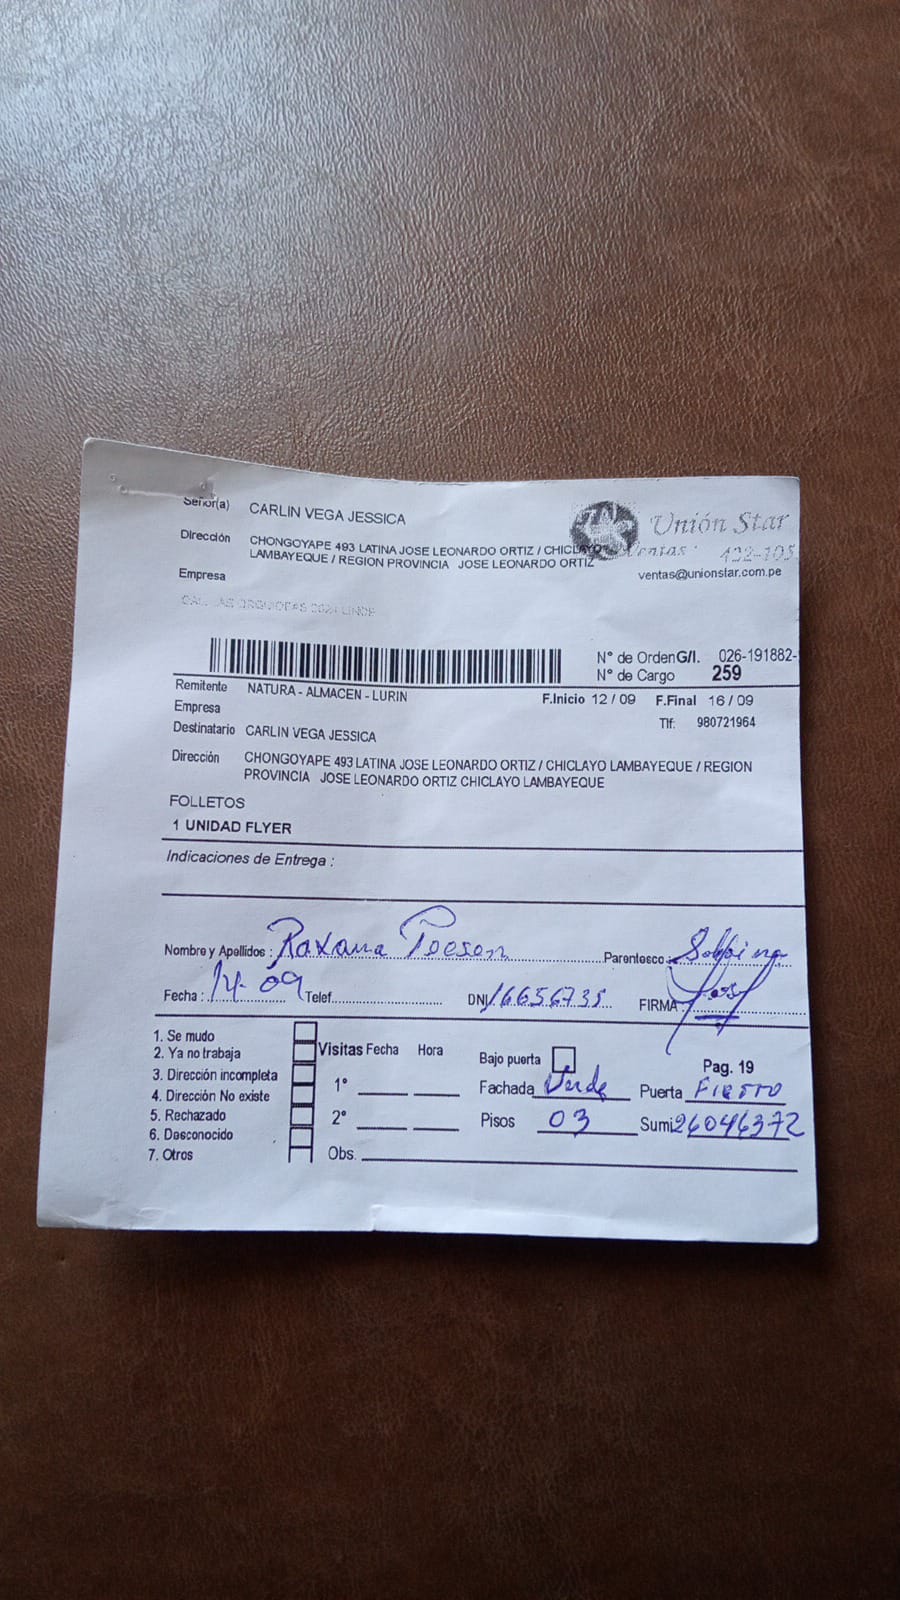 Señor(a) CARLIN VEGA JESSICA
Unión Star
Dirección CHONGOYAPE 493 LATINA JOSE LEONARDO ORTIZ / CHICLAYO
LAMBAYEQUE / REGION PROVINCIA JOSE LEONARDO ORTIZ
Ventas: 422-105
ventas@unionstar.com.pe
Empresa
N° de Orden G/I. 026-191882-
N° de Cargo 259
Remitente NATURA - ALMACEN - LURIN
F.Inicio 12 / 09 F.Final 16 / 09
Empresa
Tlf: 980721964
Destinatario CARLIN VEGA JESSICA
Dirección CHONGOYAPE 493 LATINA JOSE LEONARDO ORTIZ / CHICLAYO LAMBAYEQUE / REGION
PROVINCIA JOSE LEONARDO ORTIZ CHICLAYO LAMBAYEQUE
FOLLETOS
1 UNIDAD FLYER
Indicaciones de Entrega :
Nombre y Apellidos : Roxana Parentesco
Fecha : 14-09 Telef. DNI 16656735 FIRMA:
1. Se mudo
2. Ya no trabaja
3. Dirección incompleta
4. Dirección No existe
5. Rechazado
6. Desconocido
7. Otros
Visitas Fecha Hora
1°
2°
Obs.
Bajo puerta Pag. 19
Fachada Verde Puerta FIERRO
Pisos 03 Sumi 26046372